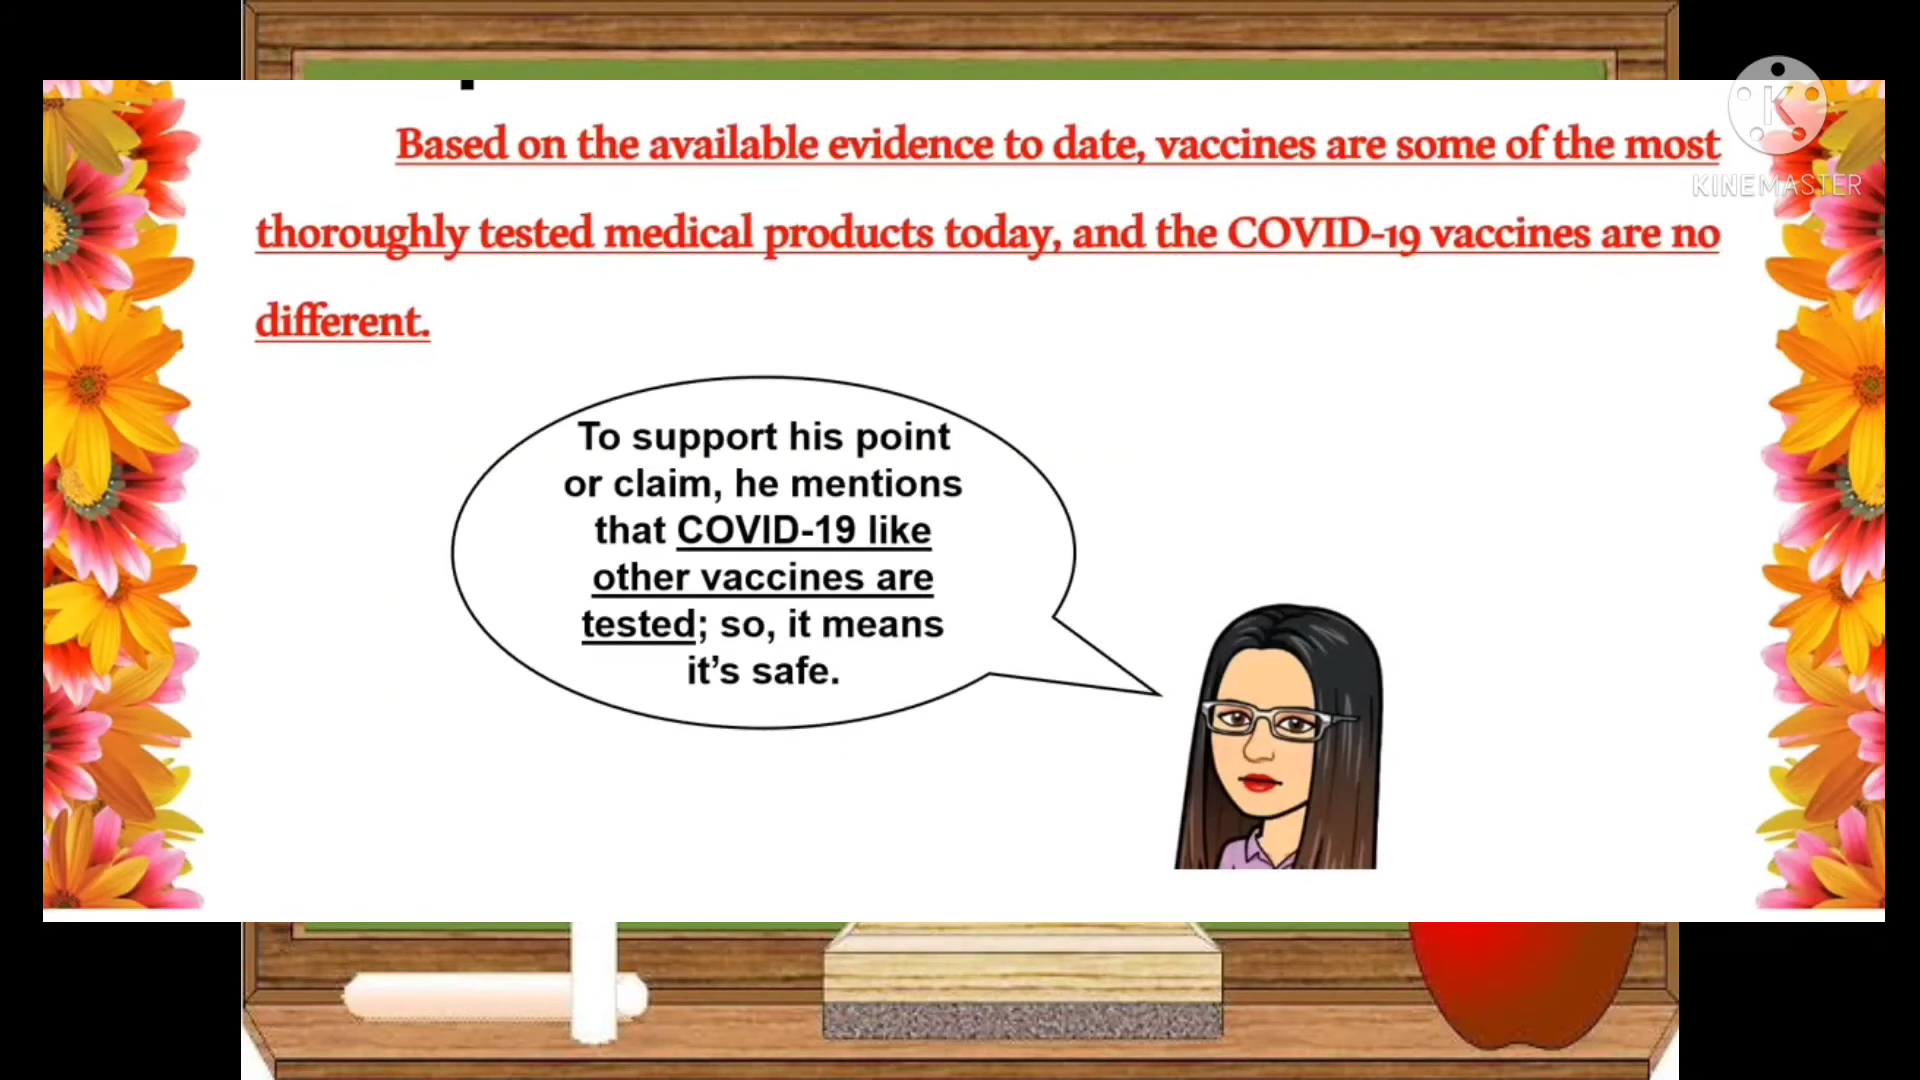 Based on the available evidence to date, vaccines are some of the most
thoroughly tested medical products today, and the COVID-19 vaccines are no
different.
To support his point
or claim, he mentions
that COVID-19 like
other vaccines are
tested; so, it means
it's safe.
K
KINEMASTER